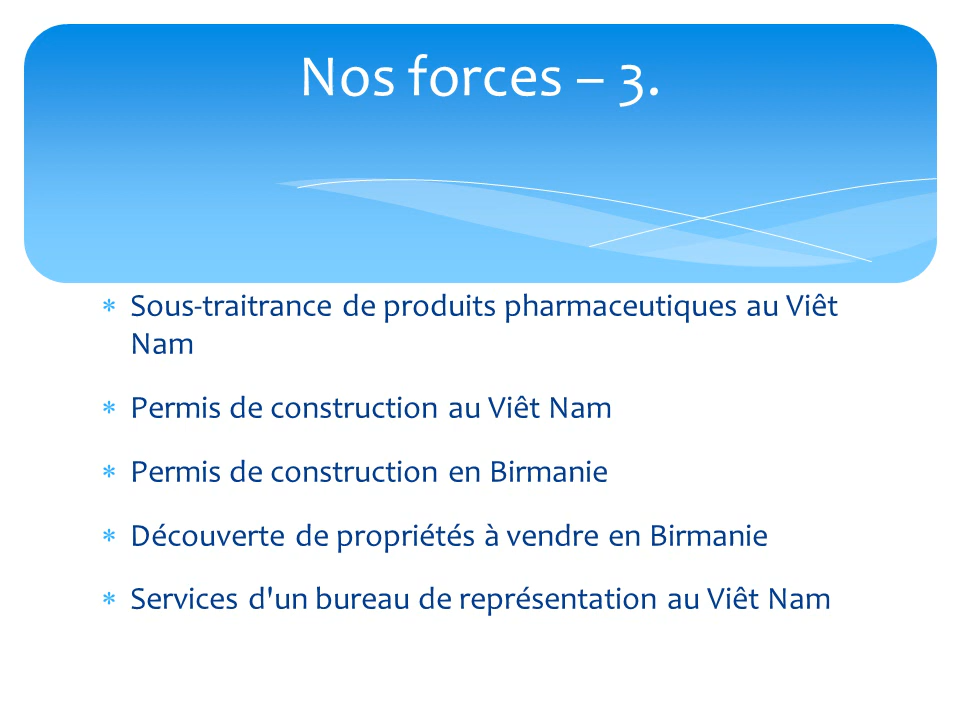 Nos forces – 3.
* Sous-traitrance de produits pharmaceutiques au Viêt
Nam
* Permis de construction au Viêt Nam
* Permis de construction en Birmanie
* Découverte de propriétés à vendre en Birmanie
* Services d'un bureau de représentation au Viêt Nam